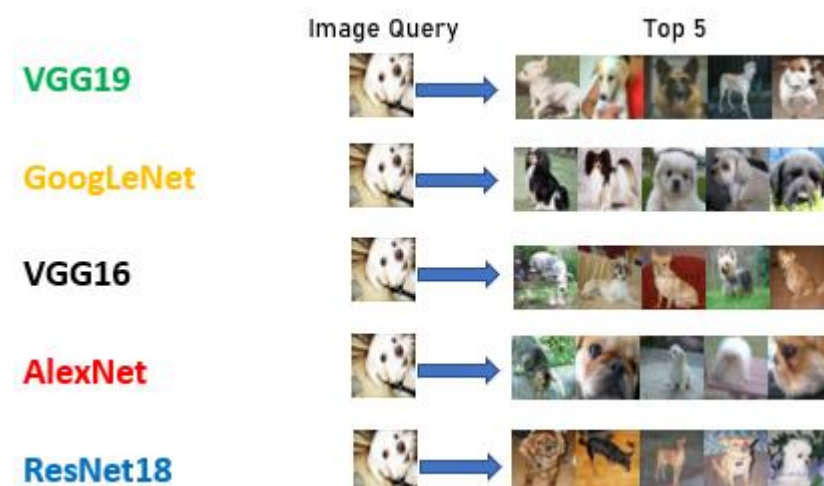 Image Query Top 5
VGG19
GoogLeNet
VGG16
AlexNet
ResNet18